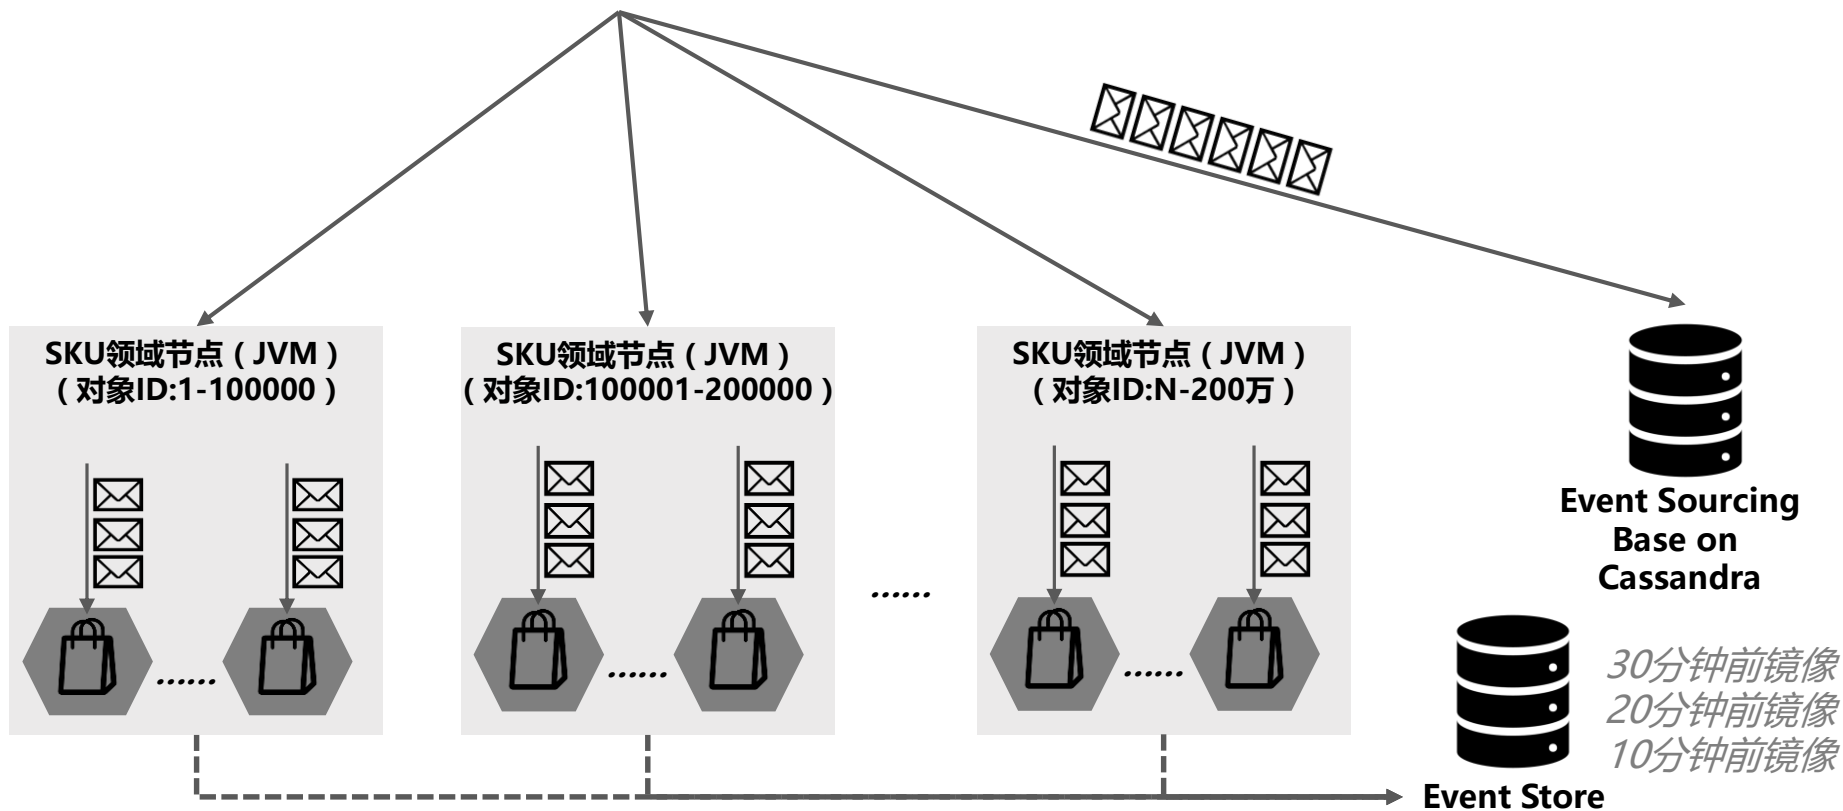 SKU领域节点（JVM）
（对象ID:1-100000）
SKU领域节点（JVM）
（对象ID:100001-200000）
SKU领域节点（JVM）
（对象ID:N-200万）
......
......
......
......
Event Sourcing
Base on
Cassandra
30分钟前镜像
20分钟前镜像
10分钟前镜像
Event Store